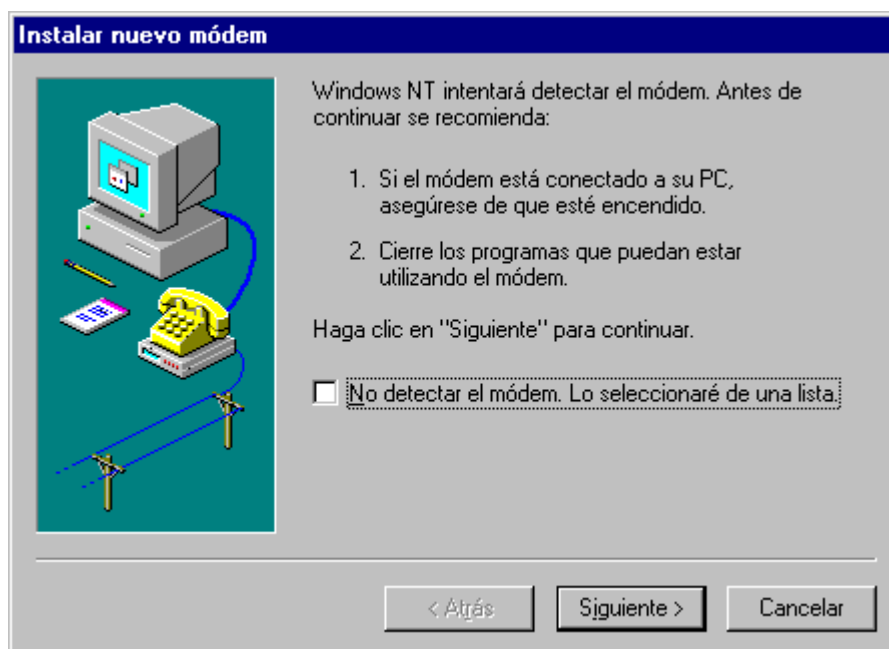 Instalar nuevo módem
Windows NT intentará detectar el módem. Antes de
continuar se recomienda:
1. Si el módem está conectado a su PC,
asegúrese de que esté encendido.
2. Cierre los programas que puedan estar
utilizando el módem.
Haga clic en "Siguiente" para continuar.
No detectar el módem. Lo seleccionaré de una lista.
< Atrás
Siguiente >
Cancelar